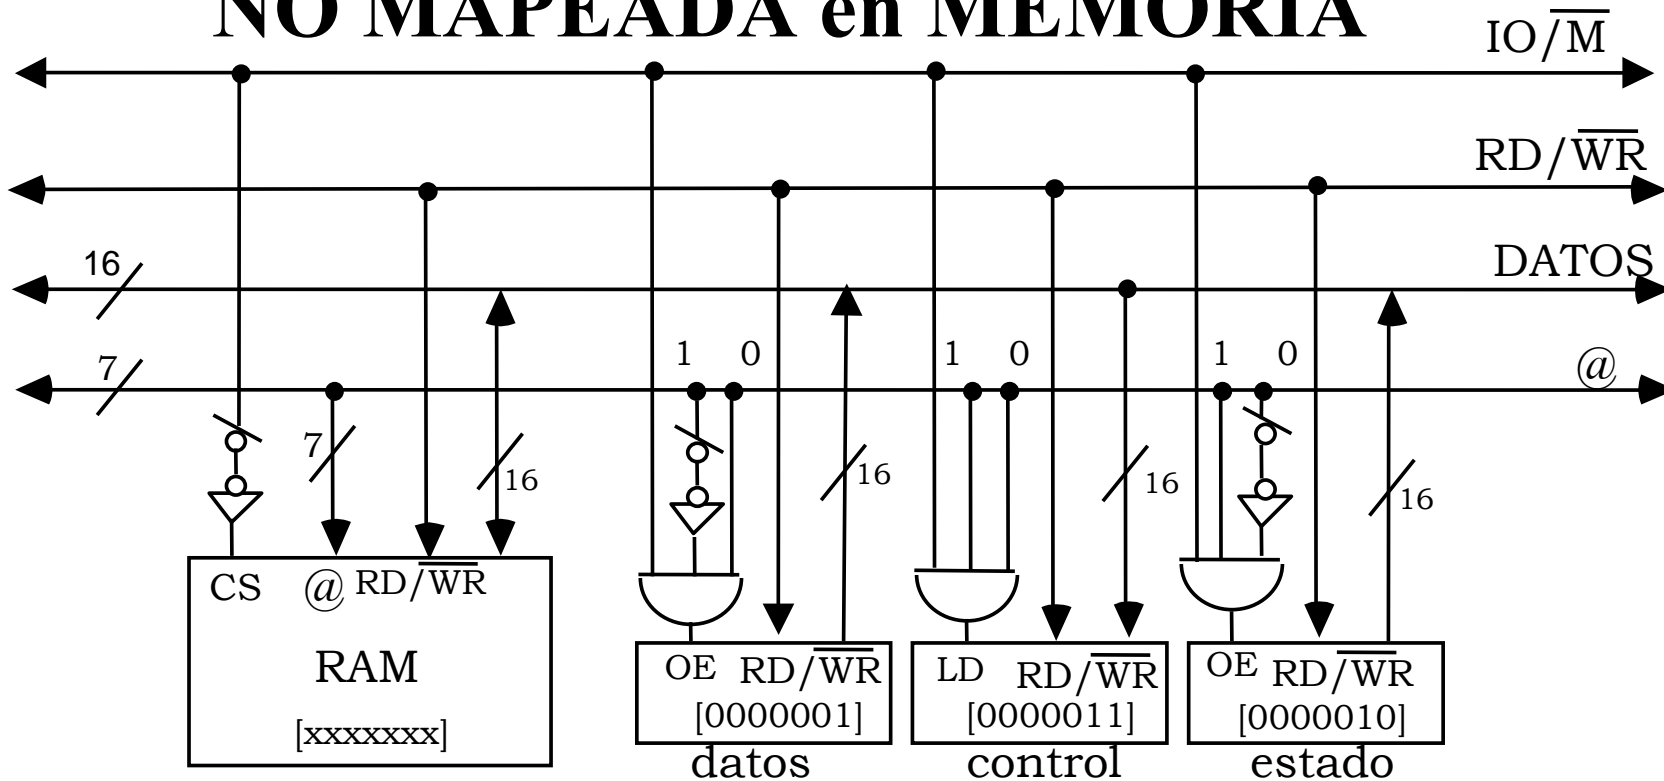 NO MAPEADA en MEMORIA
IO/M
RD/WR
16
DATOS
7
1 0
1 0
1 0
@
7
16
16
16
16
CS @ RD/WR
RAM
[xxxxxxx]
OE RD/WR
[0000001]
datos
LD RD/WR
[0000011]
control
OE RD/WR
[0000010]
estado